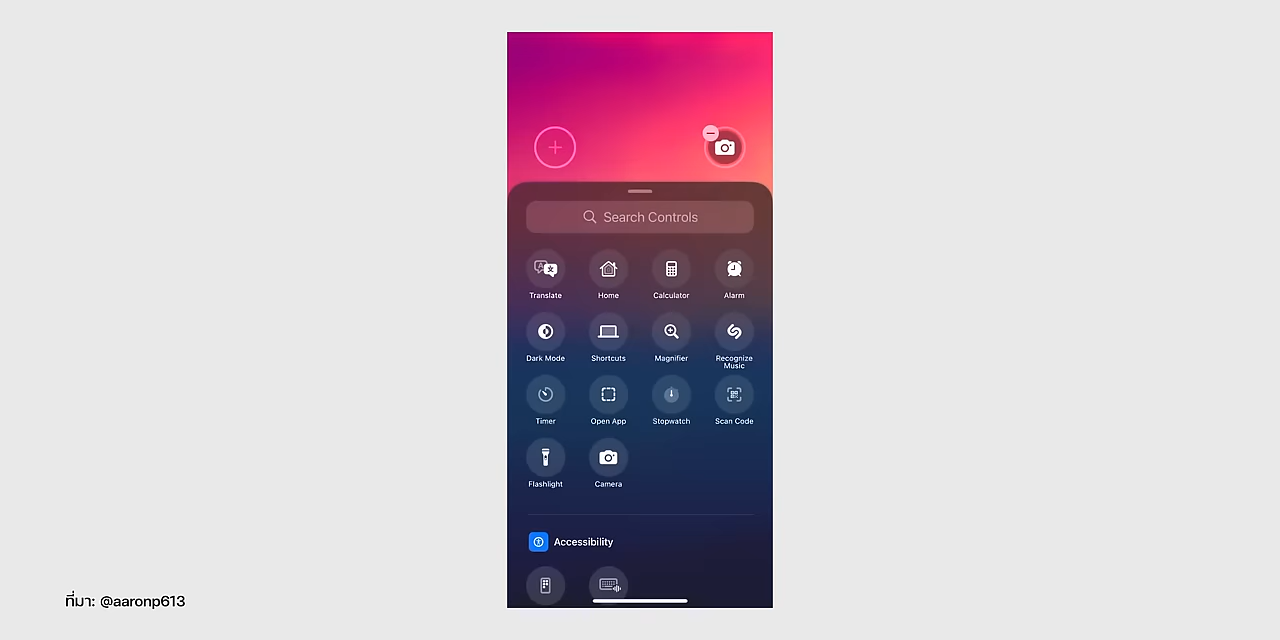 Search Controls
Translate
Home
Calculator
Alarm
Dark Mode
Shortcuts
Magnifier
Recognize
Music
Timer
Open App
Stopwatch
Scan Code
Flashlight
Camera
Accessibility
ที่มา: @aaronp613